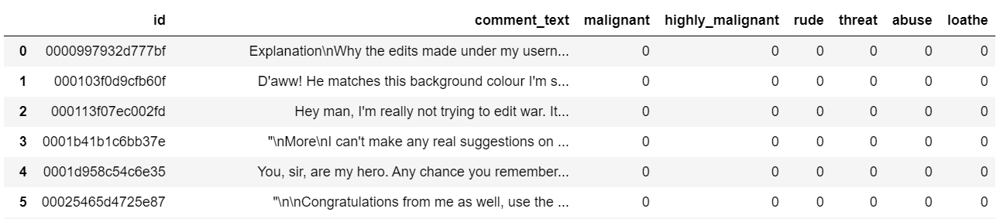 id comment_text malignant highly_malignant rude threat abuse loathe
0 0000997932d777bf Explanation\nWhy the edits made under my usern... 0 0 0 0 0 0
1 000103f0d9cfb60f D'aww! He matches this background colour I'm s... 0 0 0 0 0 0
2 000113f07ec002fd Hey man, I'm really not trying to edit war. It... 0 0 0 0 0 0
3 0001b41b1c6bb37e "\nMore\nI can't make any real suggestions on ... 0 0 0 0 0 0
4 0001d958c54c6e35 You, sir, are my hero. Any chance you remember... 0 0 0 0 0 0
5 00025465d4725e87 "\n\nCongratulations from me as well, use the ... 0 0 0 0 0 0